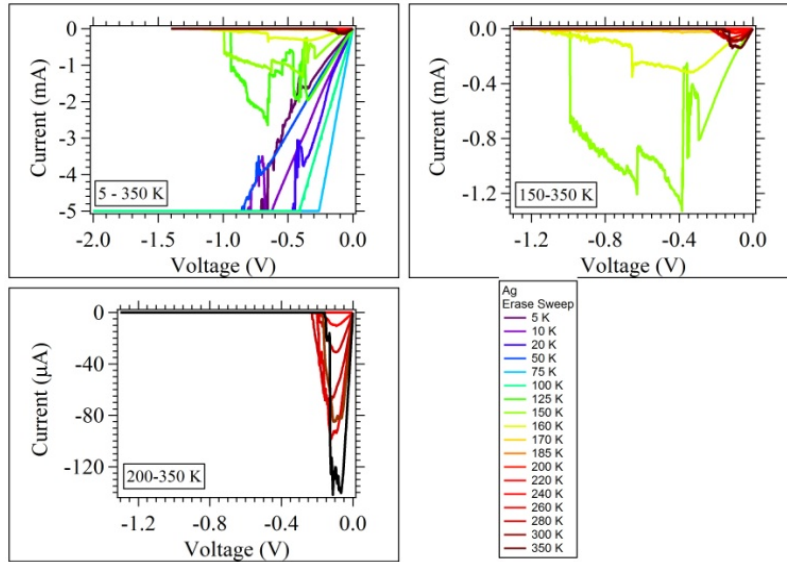 0
-1
-2
-3
-4
-5
Current (mA)
5 - 350 K
-2.0
-1.5
-1.0
-0.5
0.0
Voltage (V)
0.0
-0.4
-0.8
-1.2
Current (mA)
150-350 K
-1.2
-0.8
-0.4
0.0
Voltage (V)
0
-40
-80
-120
Current (μA)
200-350 K
-1.2
-0.8
-0.4
0.0
Voltage (V)
Ag
Erase Sweep
5 K
10 K
20 K
50 K
75 K
100 K
125 K
150 K
160 K
170 K
185 K
200 K
220 K
240 K
260 K
280 K
300 K
350 K